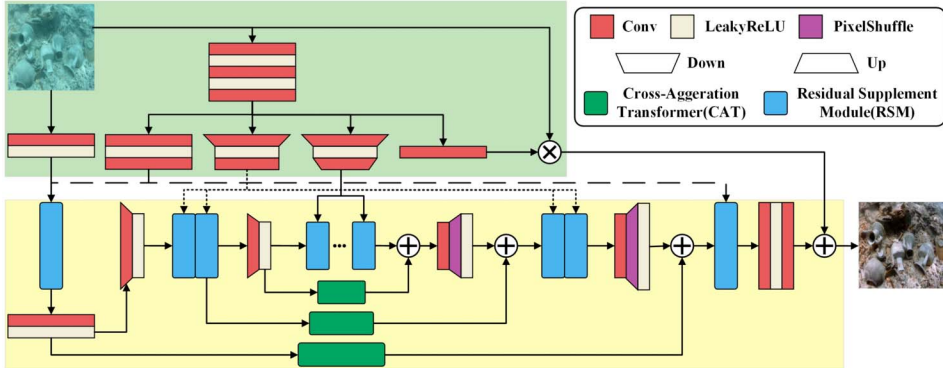 Conv LeakyReLU PixelShuffle
Down Up
Cross-Aggeration
Transformer(CAT)
Residual Supplement
Module(RSM)